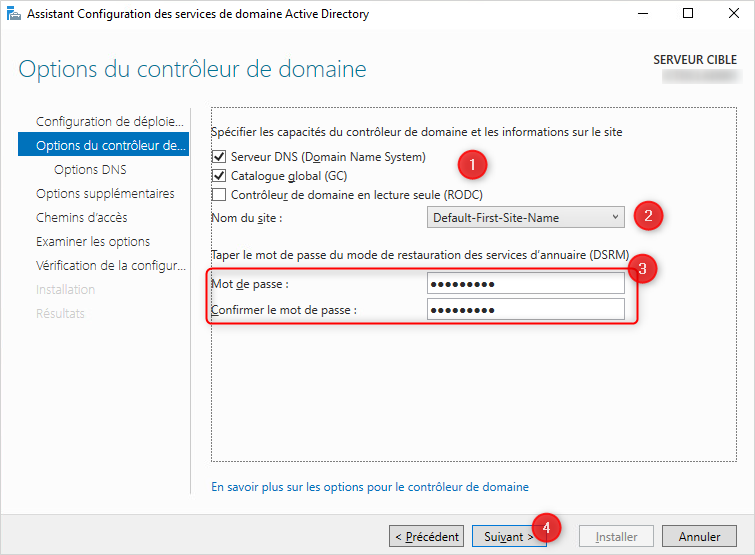 Assistant Configuration des services de domaine Active Directory
Options du contrôleur de domaine
SERVEUR CIBLE
Configuration de déploie...
Options du contrôleur de...
Options DNS
Options supplémentaires
Chemins d'accès
Examiner les options
Vérification de la configur...
Installation
Résultats
Spécifier les capacités du contrôleur de domaine et les informations sur le site
Serveur DNS (Domain Name System)
Catalogue global (GC)
1
Contrôleur de domaine en lecture seule (RODC)
Nom du site :
Default-First-Site-Name
2
Taper le mot de passe du mode de restauration des services d'annuaire (DSRM)
3
Mot de passe :
●●●●●●●●●
Confirmer le mot de passe :
●●●●●●●●●
En savoir plus sur les options pour le contrôleur de domaine
< Précédent
Suivant >
4
Installer
Annuler